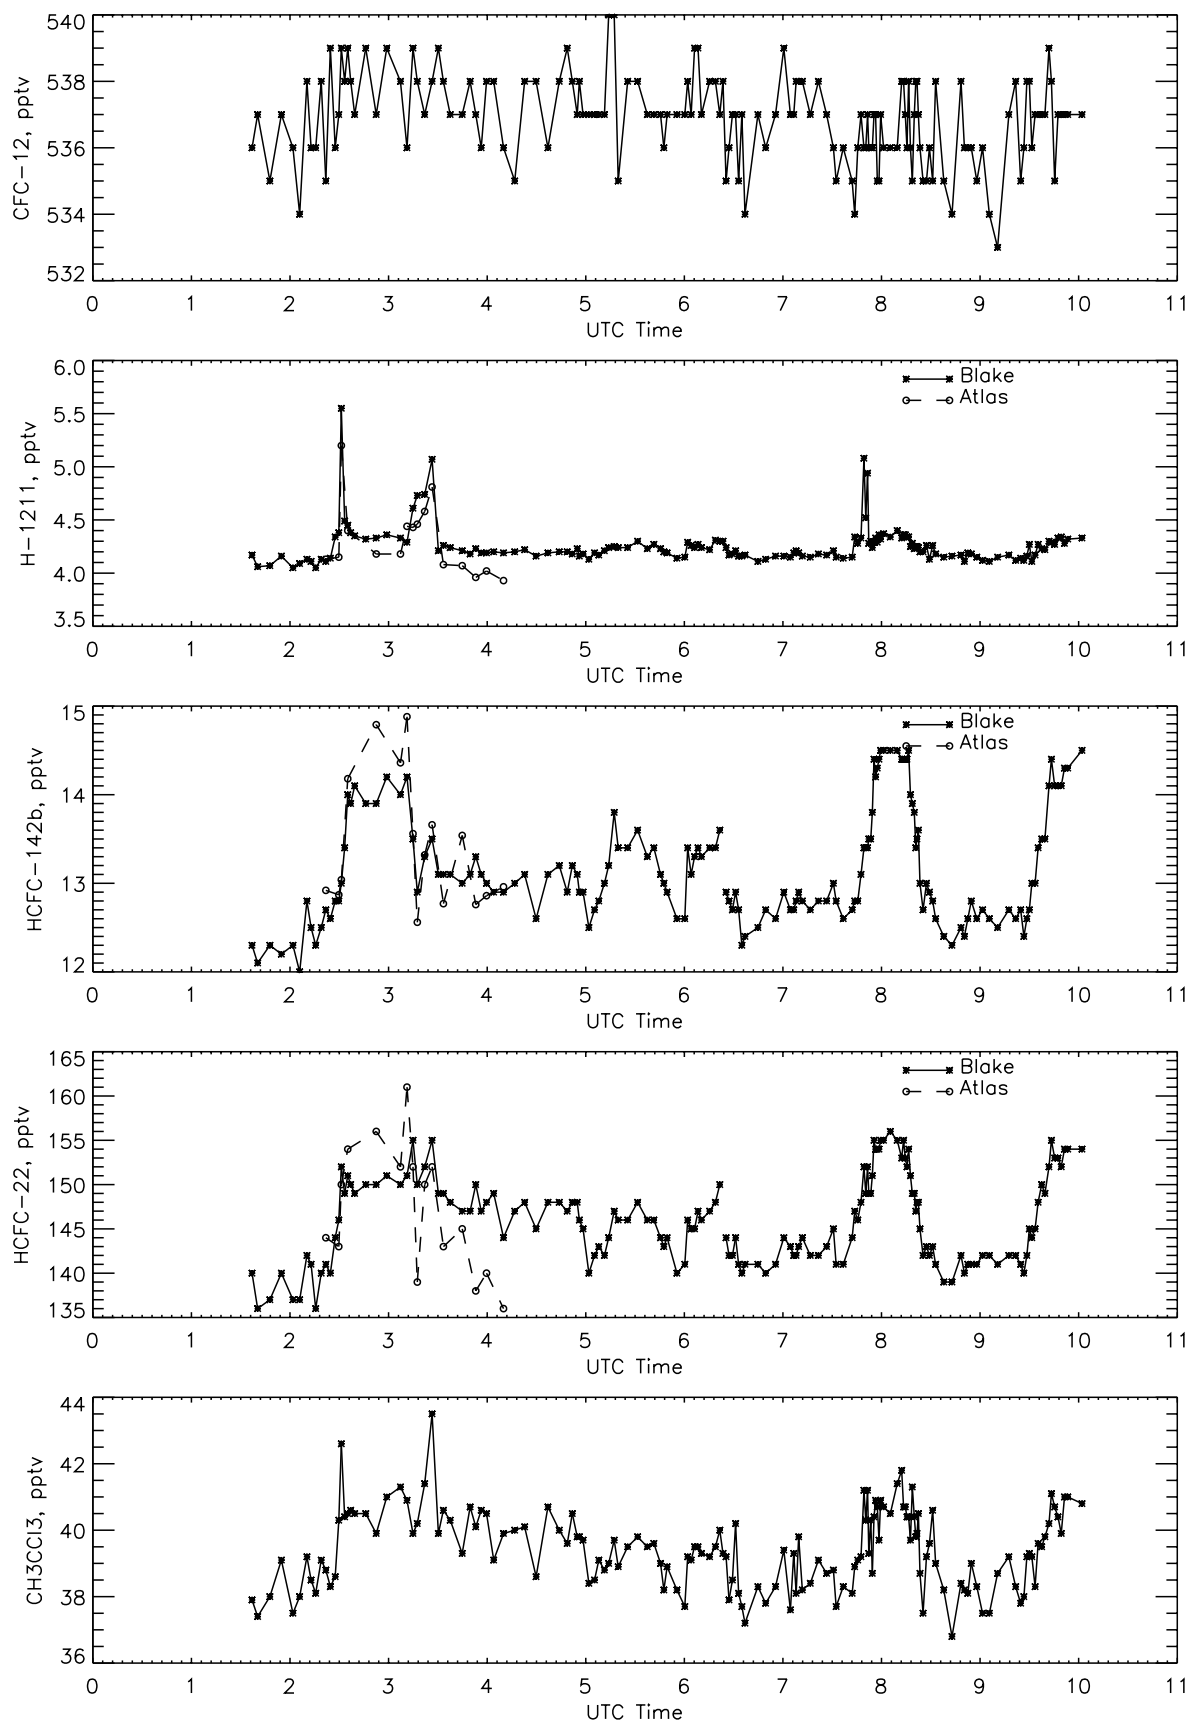 540
538
536
534
532
CFC-12, pptv
0 1 2 3 4 5 6 7 8 9 10 11
UTC Time
6.0
5.5
5.0
4.5
4.0
3.5
H-1211, pptv
Blake
Atlas
0 1 2 3 4 5 6 7 8 9 10 11
UTC Time
15
14
13
12
HCFC-142b, pptv
Blake
Atlas
0 1 2 3 4 5 6 7 8 9 10 11
UTC Time
165
160
155
150
145
140
135
HCFC-22, pptv
Blake
Atlas
0 1 2 3 4 5 6 7 8 9 10 11
UTC Time
44
42
40
38
36
CH3CCl3, pptv
0 1 2 3 4 5 6 7 8 9 10 11
UTC Time